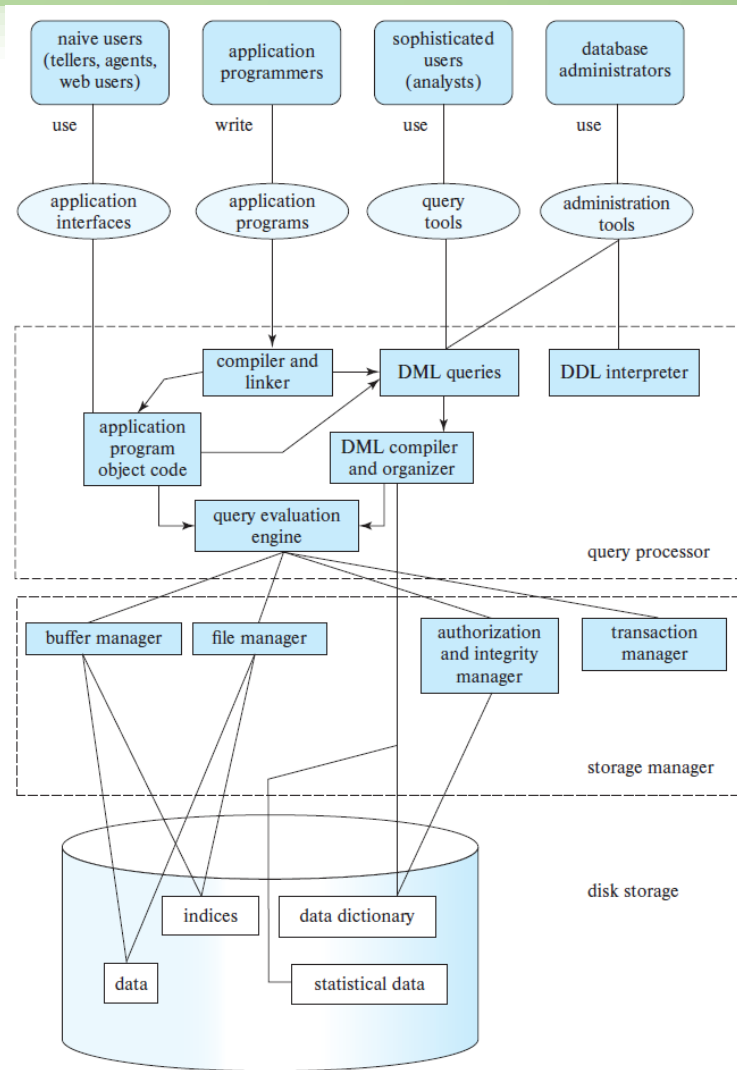 naive users
(tellers, agents,
web users)
application
programmers
sophisticated
users
(analysts)
database
administrators
use
write
use
use
application
interfaces
application
programs
query
tools
administration
tools
compiler and
linker
DML queries
DDL interpreter
application
program
object code
DML compiler
and organizer
query evaluation
engine
query processor
buffer manager
file manager
authorization
and integrity
manager
transaction
manager
storage manager
disk storage
indices
data dictionary
data
statistical data